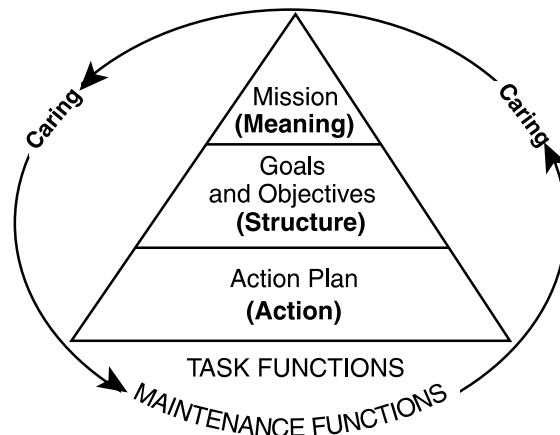 Caring
Caring
Mission
(Meaning)
Goals
and Objectives
(Structure)
Action Plan
(Action)
TASK FUNCTIONS
MAINTENANCE FUNCTIONS